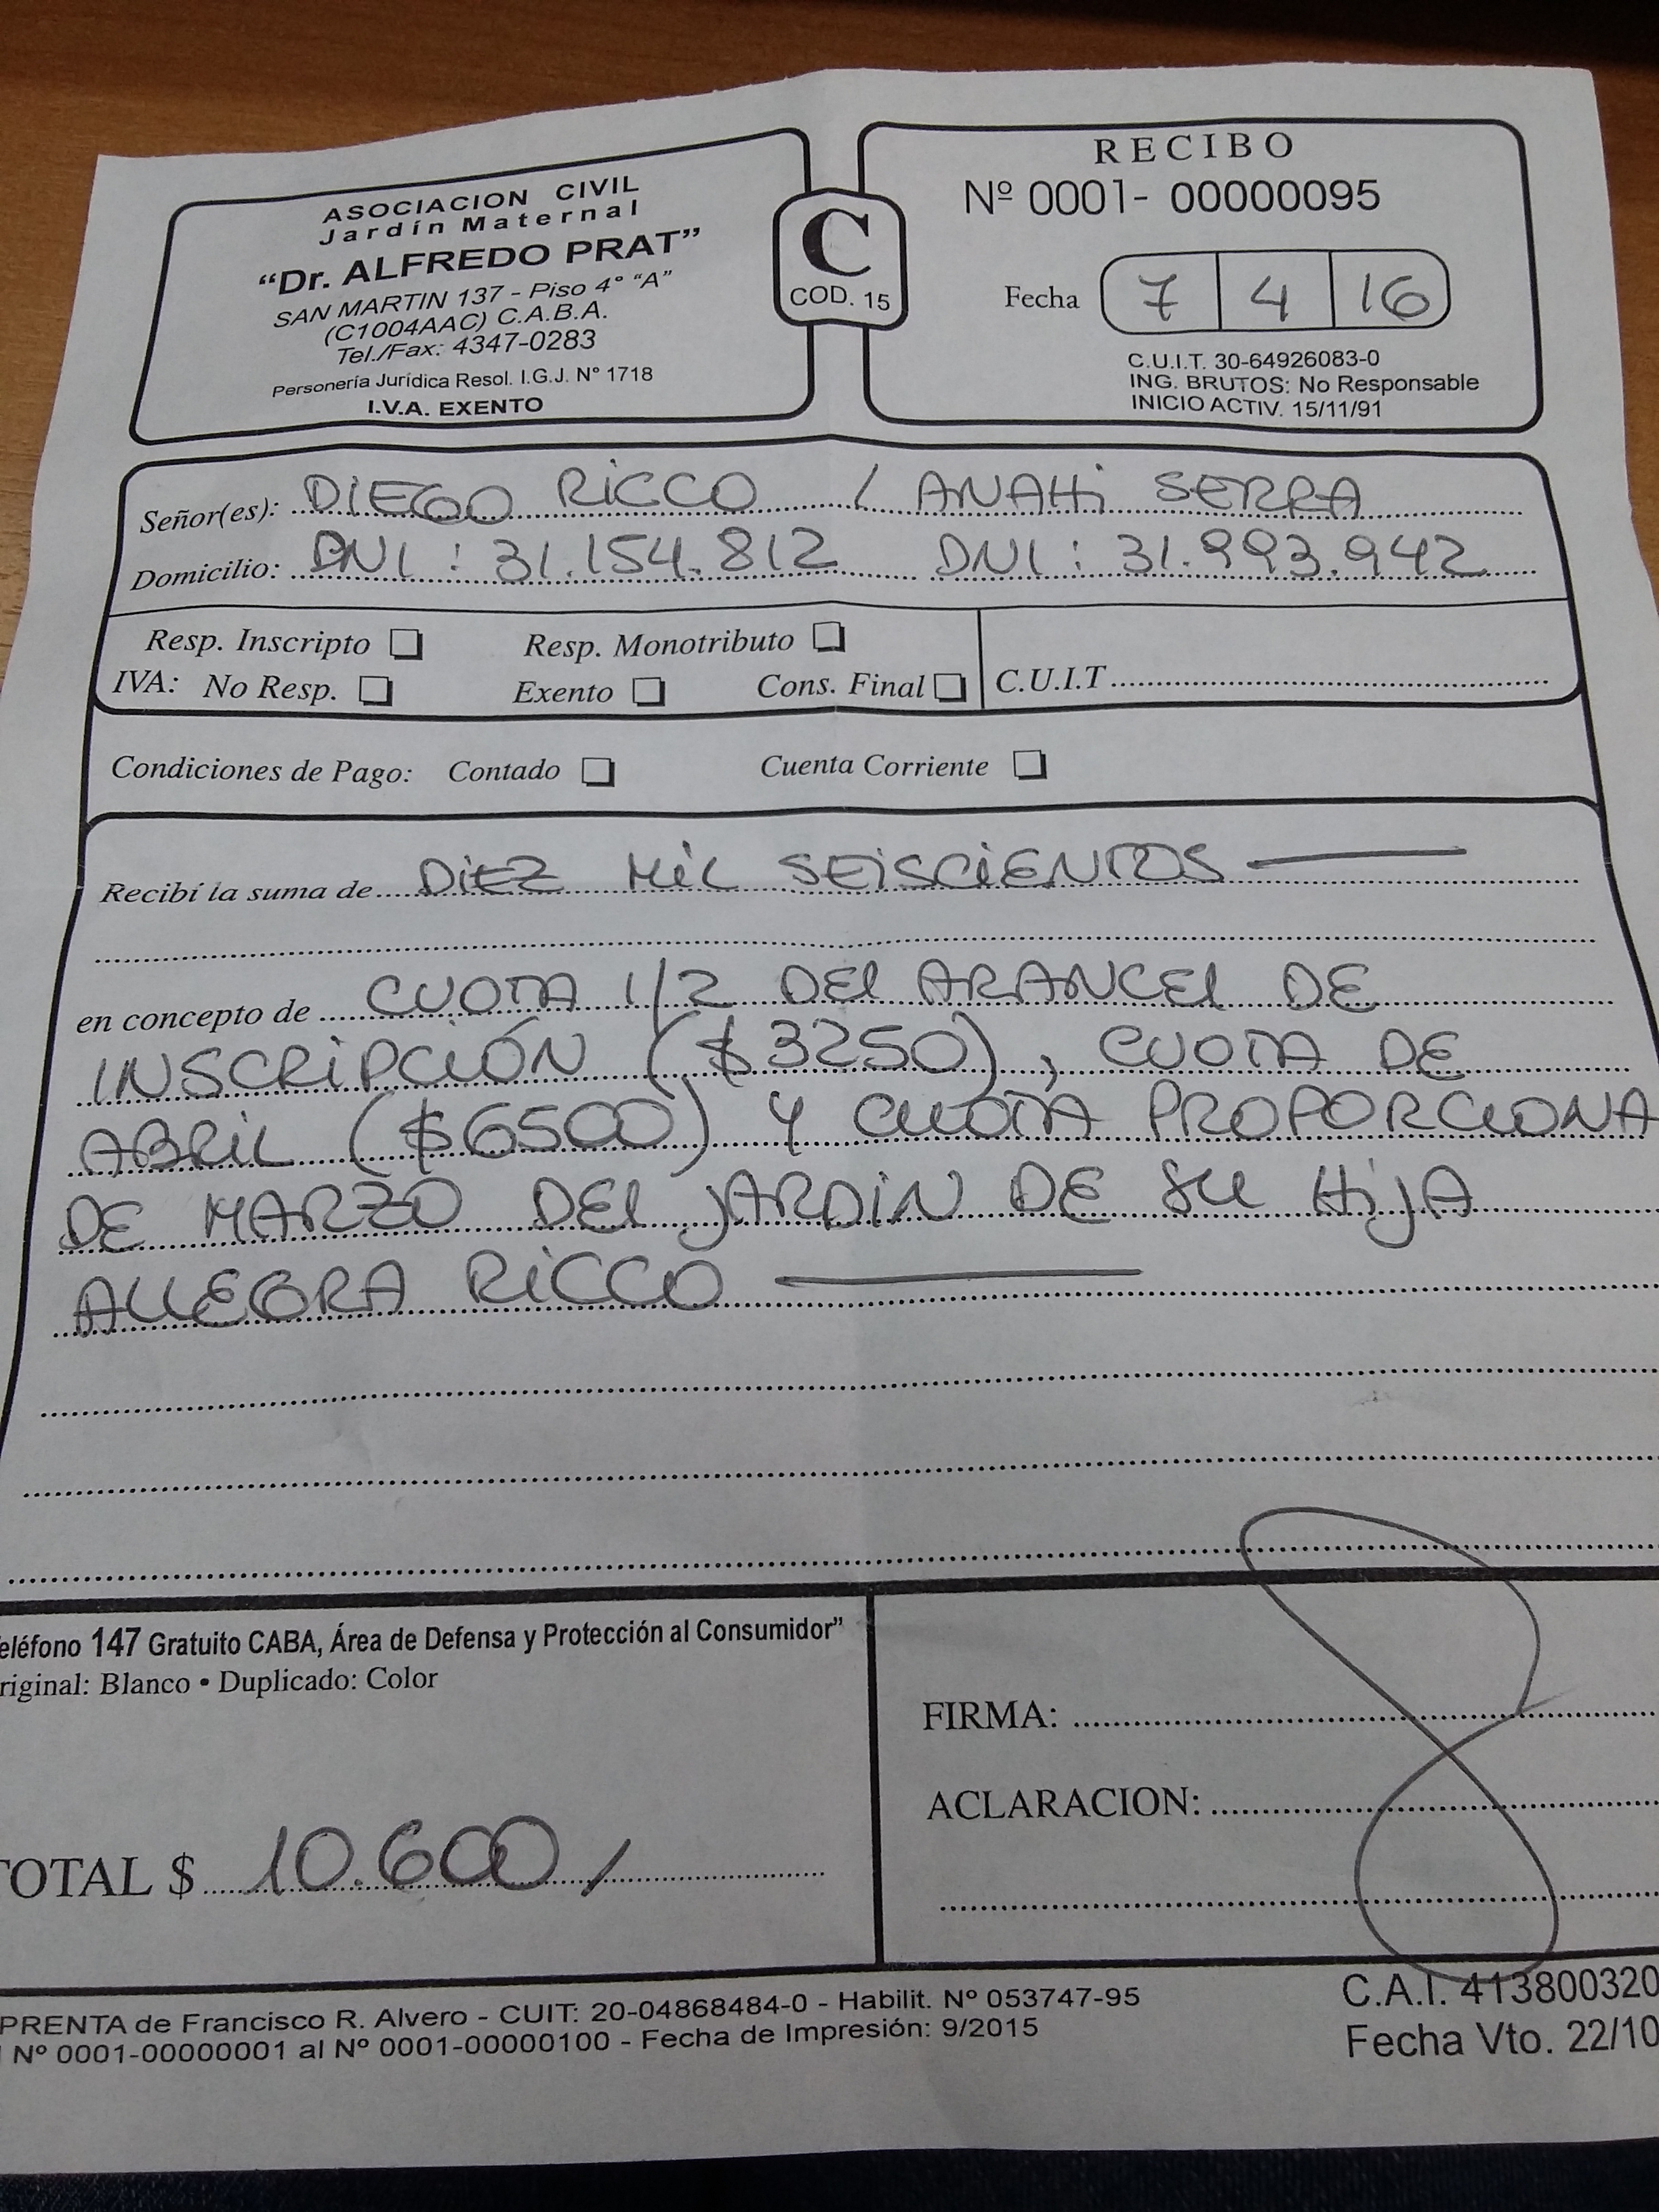 ASOCIACION CIVIL
Jardín Maternal
"Dr. ALFREDO PRAT"
SAN MARTIN 137 - Piso 4° "A"
(C1004AAC) C.A.B.A.
Tel./Fax: 4347-0283
Personería Jurídica Resol. I.G.J. N° 1718
I.V.A. EXENTO
C
COD. 15
RECIBO
Nº 0001- 00000095
Fecha 7 4 16
C.U.I.T. 30-64926083-0
ING. BRUTOS: No Responsable
INICIO ACTIV. 15/11/91
Señor(es): DIEGO RICCO / ANAHI SERRA
Domicilio: DNI : 31.154.812 DNI : 31.993.942
Resp. Inscripto Resp. Monotributo
IVA: No Resp. Exento Cons. Final C.U.I.T
Condiciones de Pago: Contado Cuenta Corriente
Recibí la suma de DIEZ MIL SEISCIENTOS
en concepto de CUOTA 1/2 DEL ARANCEL DE
INSCRIPCIÓN ($3250), CUOTA DE
ABRIL ($6500) Y CUOTA PROPORCIONA
DE MARZO DEL JARDIN DE SU HIJA
ALLEGRA RICCO
eléfono 147 Gratuito CABA, Área de Defensa y Protección al Consumidor"
riginal: Blanco • Duplicado: Color
TOTAL $ 10.600,
FIRMA:
ACLARACION:
PRENTA de Francisco R. Alvero - CUIT: 20-04868484-0 - Habilit. Nº 053747-95
l Nº 0001-00000001 al Nº 0001-00000100 - Fecha de Impresión: 9/2015
C.A.I. 413800320
Fecha Vto. 22/10